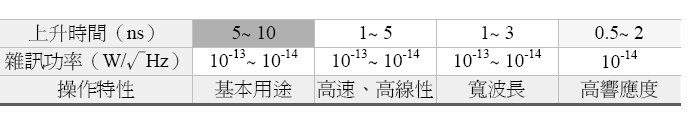 上升時間（ns） 5~ 10 1~ 5 1~ 3 0.5~ 2
雜訊功率（W/√Hz） 10⁻¹³~ 10⁻¹⁴ 10⁻¹³~ 10⁻¹⁴ 10⁻¹³~ 10⁻¹⁴ 10⁻¹⁴
操作特性 基本用途 高速、高線性 寬波長 高響應度